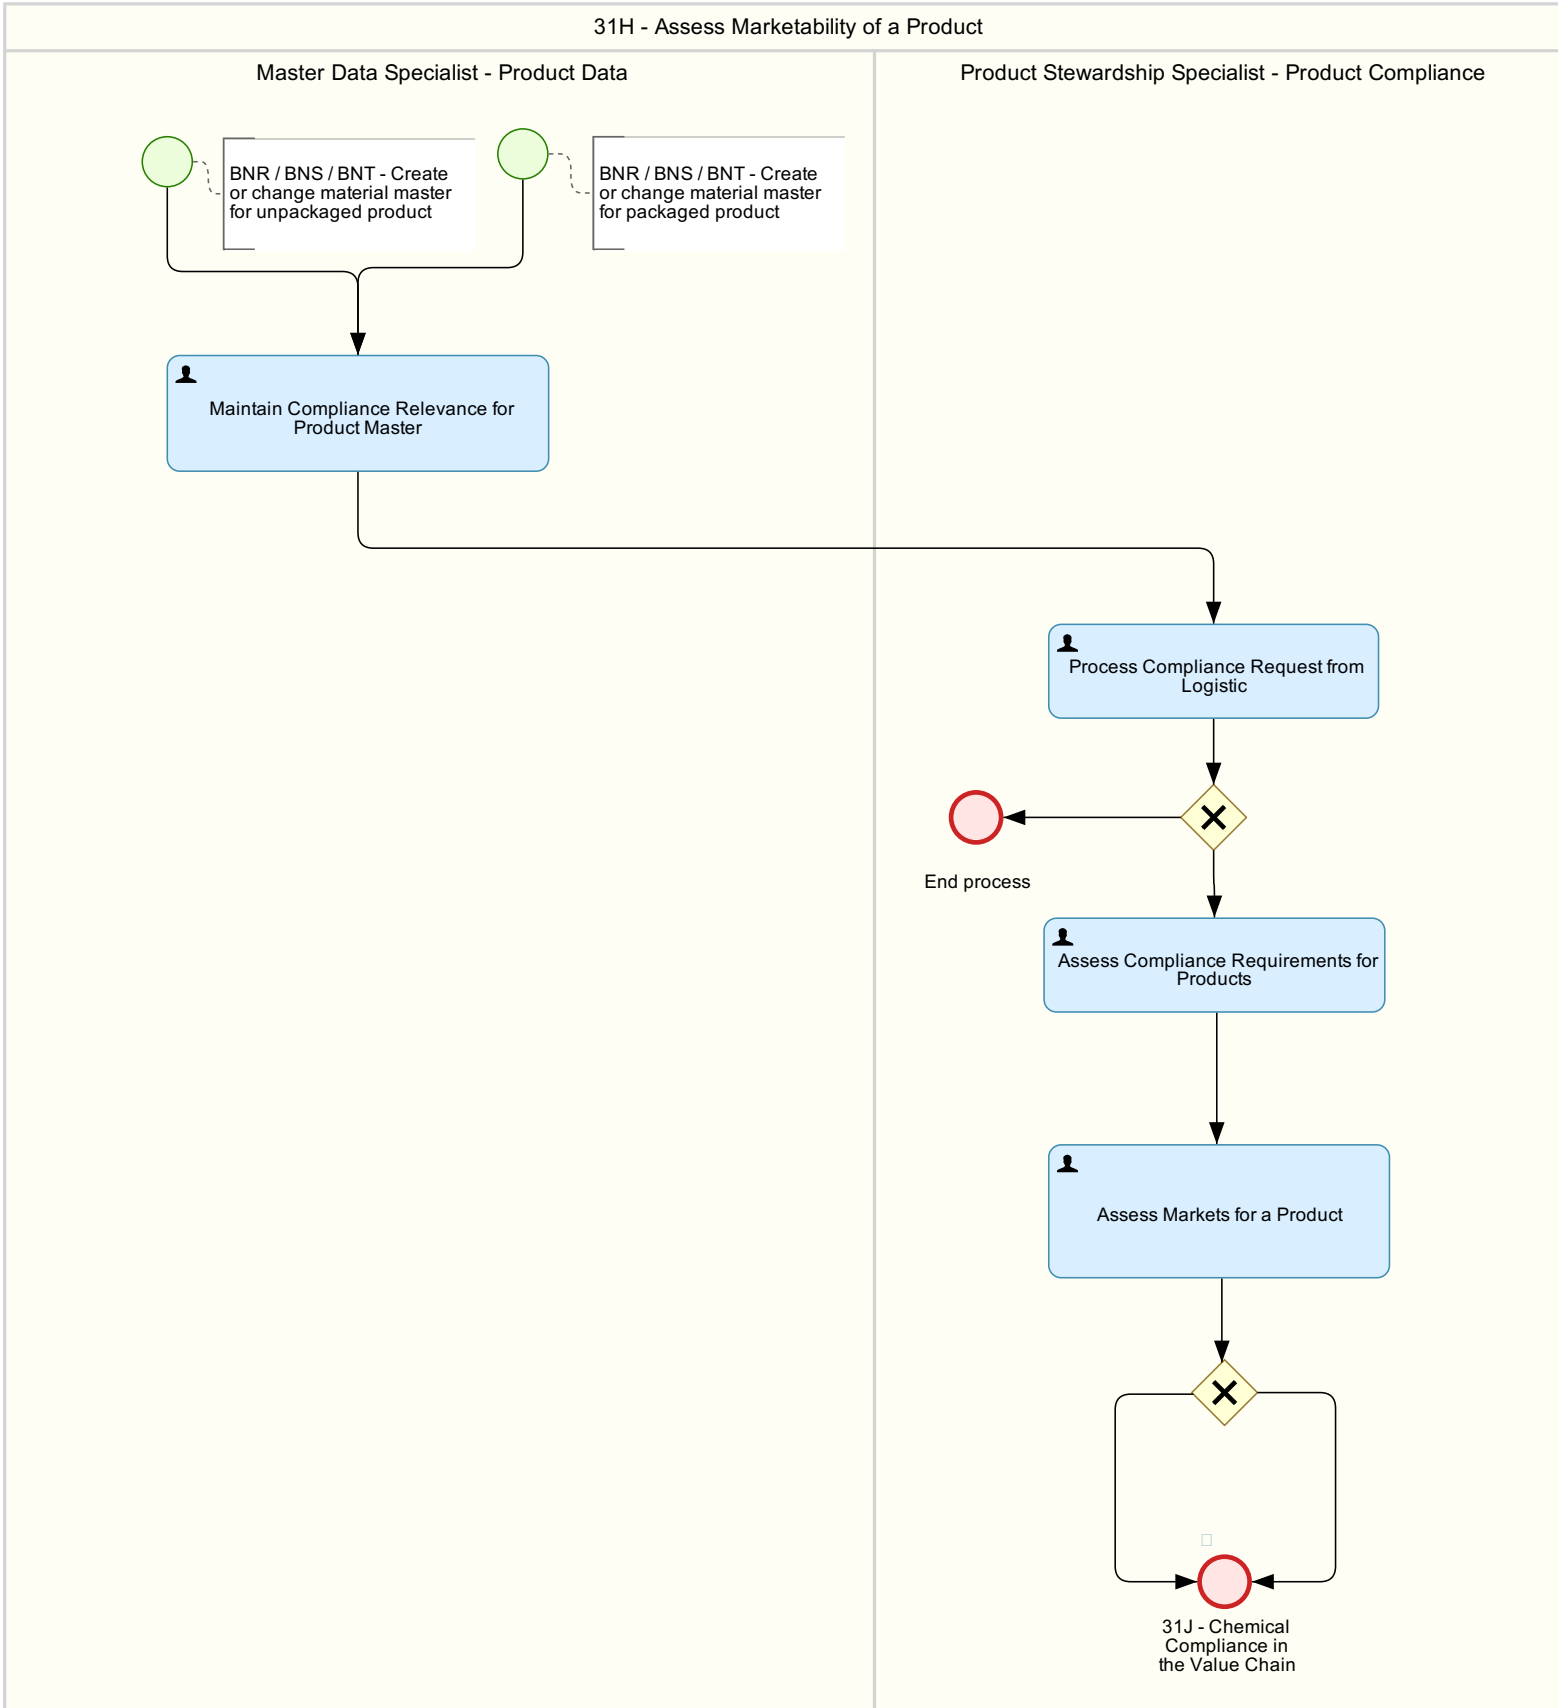 31H - Assess Marketability of a Product
Master Data Specialist - Product Data
Product Stewardship Specialist - Product Compliance
BNR / BNS / BNT - Create
or change material master
for unpackaged product
BNR / BNS / BNT - Create
or change material master
for packaged product
Maintain Compliance Relevance for
Product Master
Process Compliance Request from
Logistic
End process
Assess Compliance Requirements for
Products
Assess Markets for a Product
31J - Chemical
Compliance in
the Value Chain